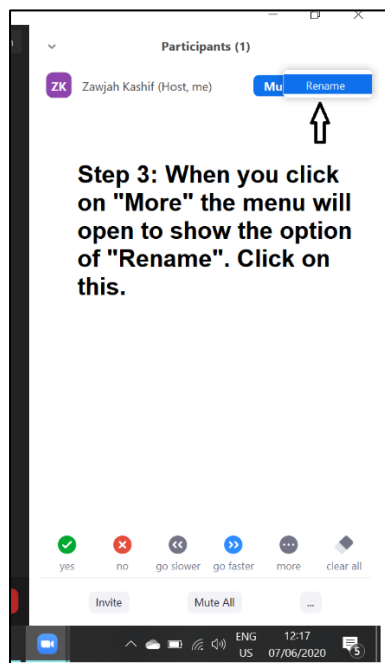 Participants (1)
ZK Zawjah Kashif (Host, me) Mu Rename
Step 3: When you click
on "More" the menu will
open to show the option
of "Rename". Click on
this.
yes no go slower go faster more clear all
Invite Mute All ...
ENG 12:17
US 07/06/2020 5